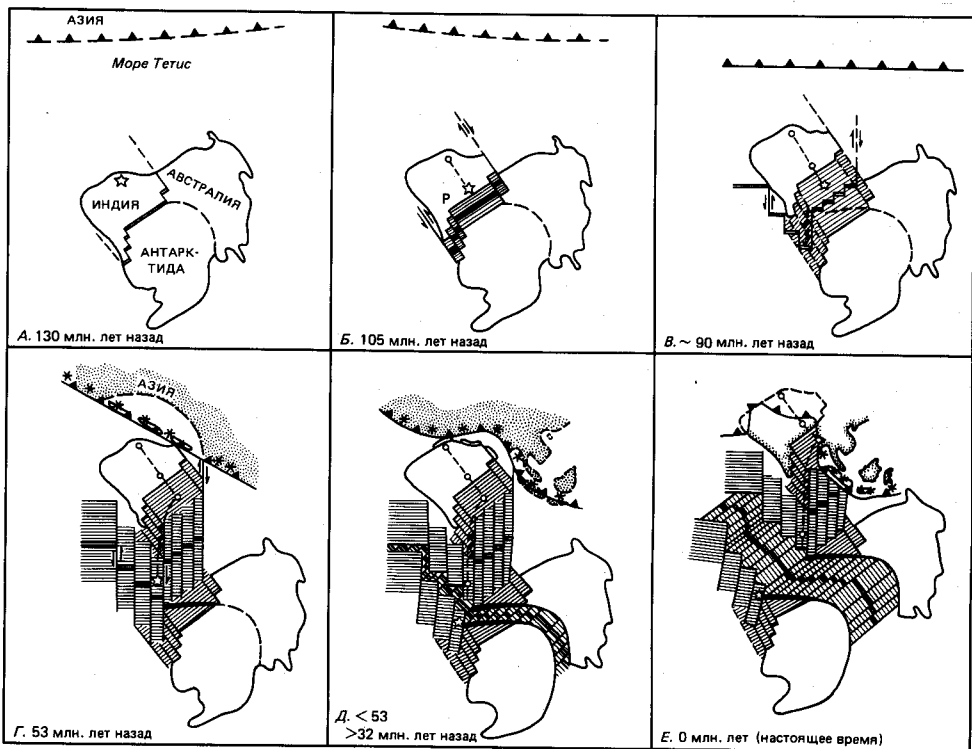 АЗИЯ
Море Тетис
АВСТРАЛИЯ
ИНДИЯ
АНТАРК-
ТИДА
А. 130 млн. лет назад
Р
Б. 105 млн. лет назад
В. ~ 90 млн. лет назад
АЗИЯ
Г. 53 млн. лет назад
Д. < 53
>32 млн. лет назад
Е. 0 млн. лет (настоящее время)